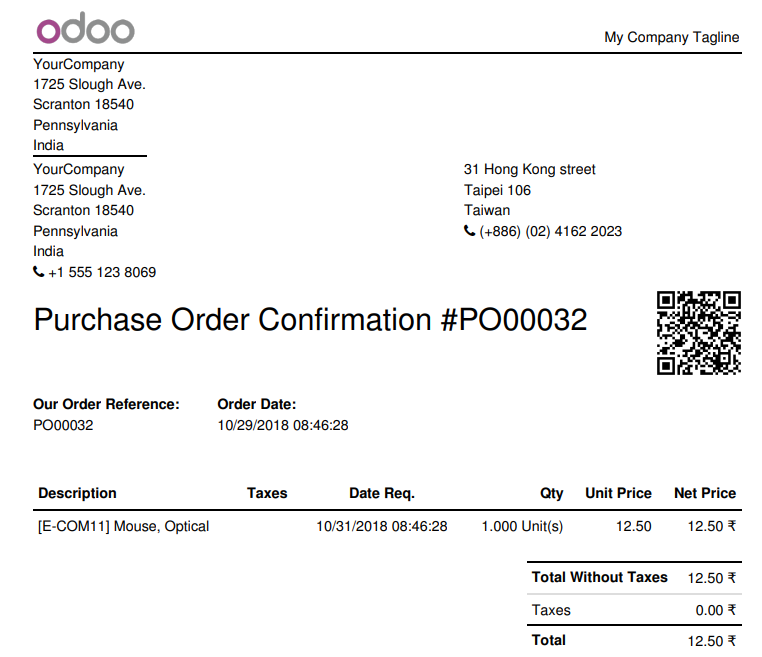 odoo
My Company Tagline
YourCompany
1725 Slough Ave.
Scranton 18540
Pennsylvania
India
YourCompany
1725 Slough Ave.
Scranton 18540
Pennsylvania
India
+1 555 123 8069
31 Hong Kong street
Taipei 106
Taiwan
(+886) (02) 4162 2023
Purchase Order Confirmation #PO00032
Our Order Reference: Order Date:
PO00032 10/29/2018 08:46:28
Description Taxes Date Req. Qty Unit Price Net Price
[E-COM11] Mouse, Optical 10/31/2018 08:46:28 1.000 Unit(s) 12.50 12.50 ₹
Total Without Taxes 12.50 ₹
Taxes 0.00 ₹
Total 12.50 ₹